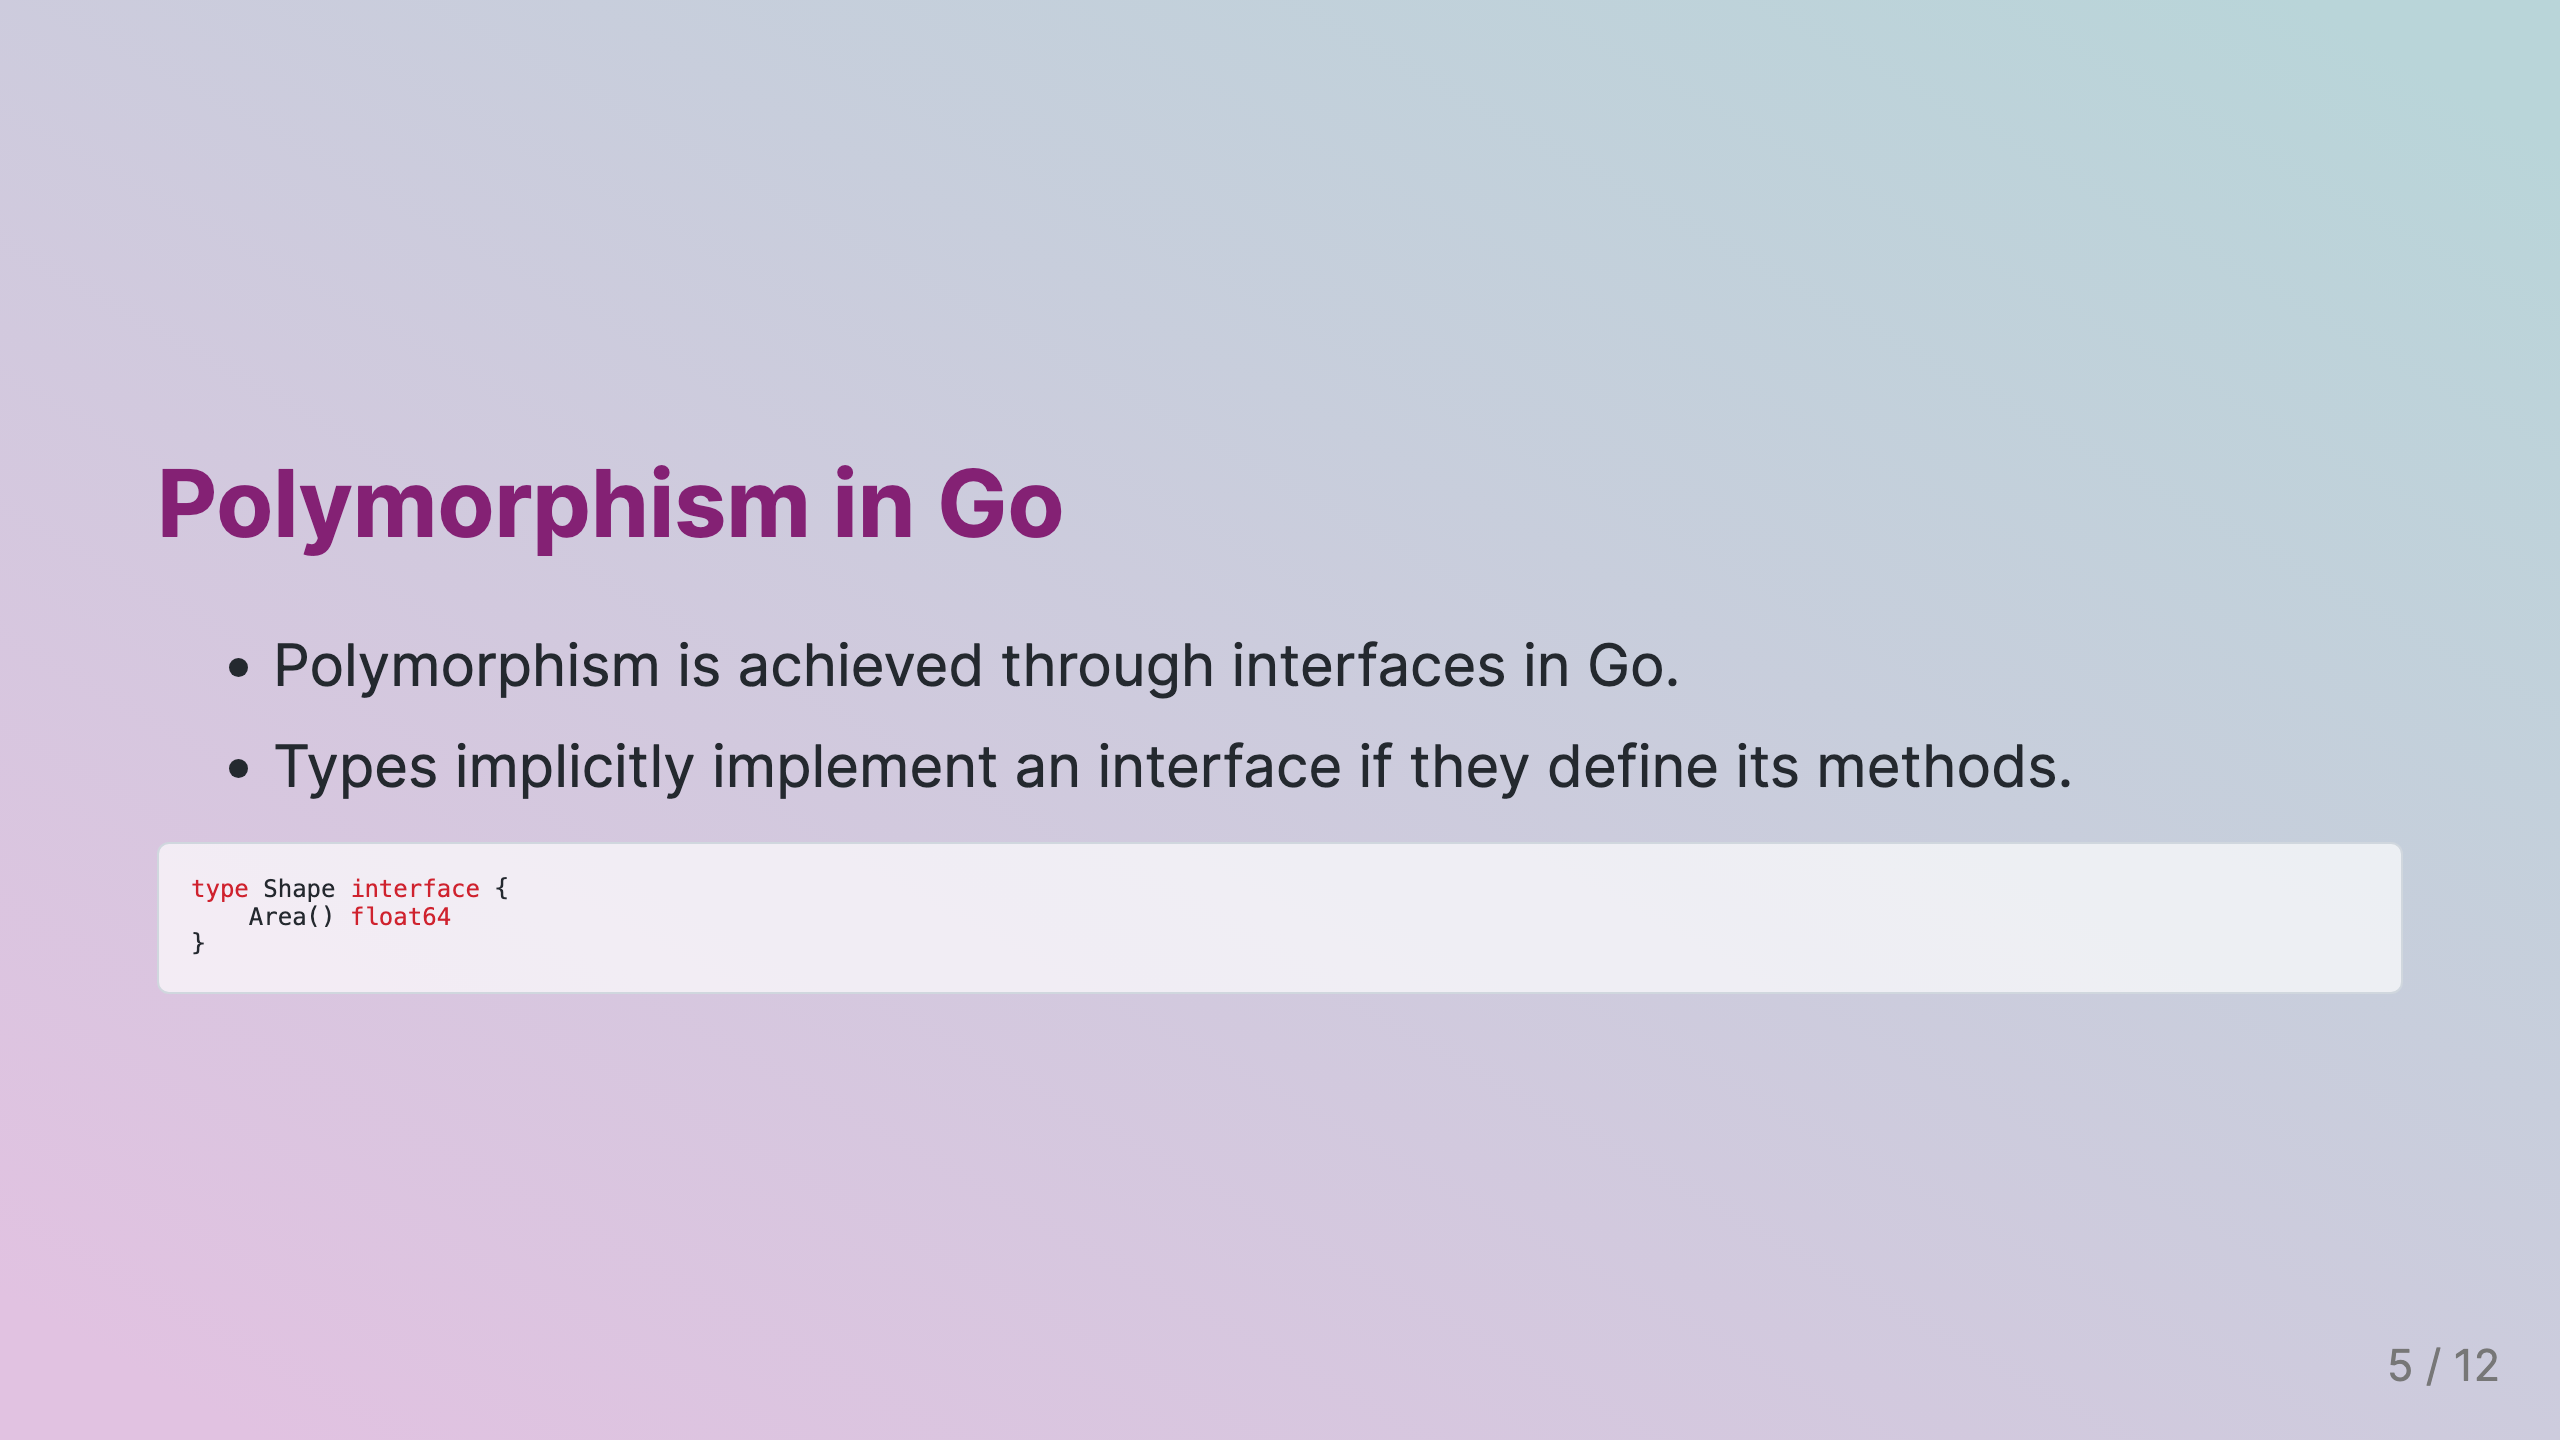 Polymorphism in Go
• Polymorphism is achieved through interfaces in Go.
• Types implicitly implement an interface if they define its methods.
type Shape interface {
    Area() float64
}
5 / 12